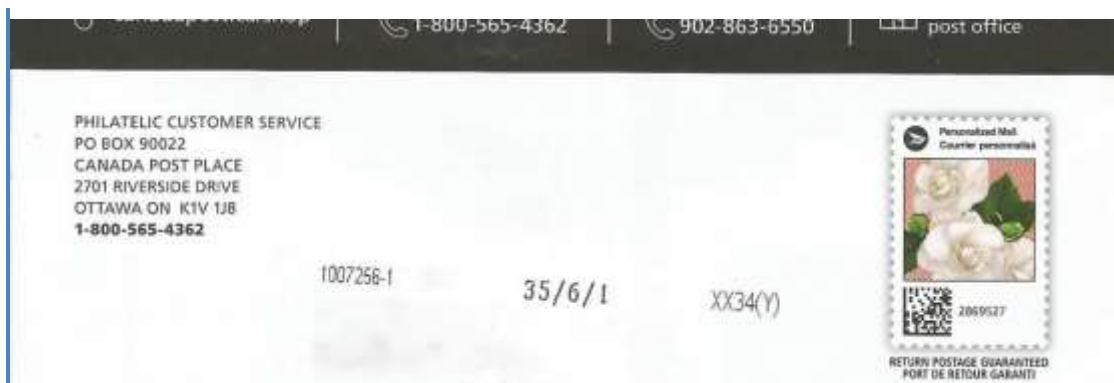 1-800-565-4362
902-863-6550
post office
PHILATELIC CUSTOMER SERVICE
PO BOX 90022
CANADA POST PLACE
2701 RIVERSIDE DRIVE
OTTAWA ON K1V 1J8
1-800-565-4362
1007256-1
35/6/1
XX34(Y)
Personalized Mail
Courrier personnalisé
2869527
RETURN POSTAGE GUARANTEED
PORT DE RETOUR GARANTI